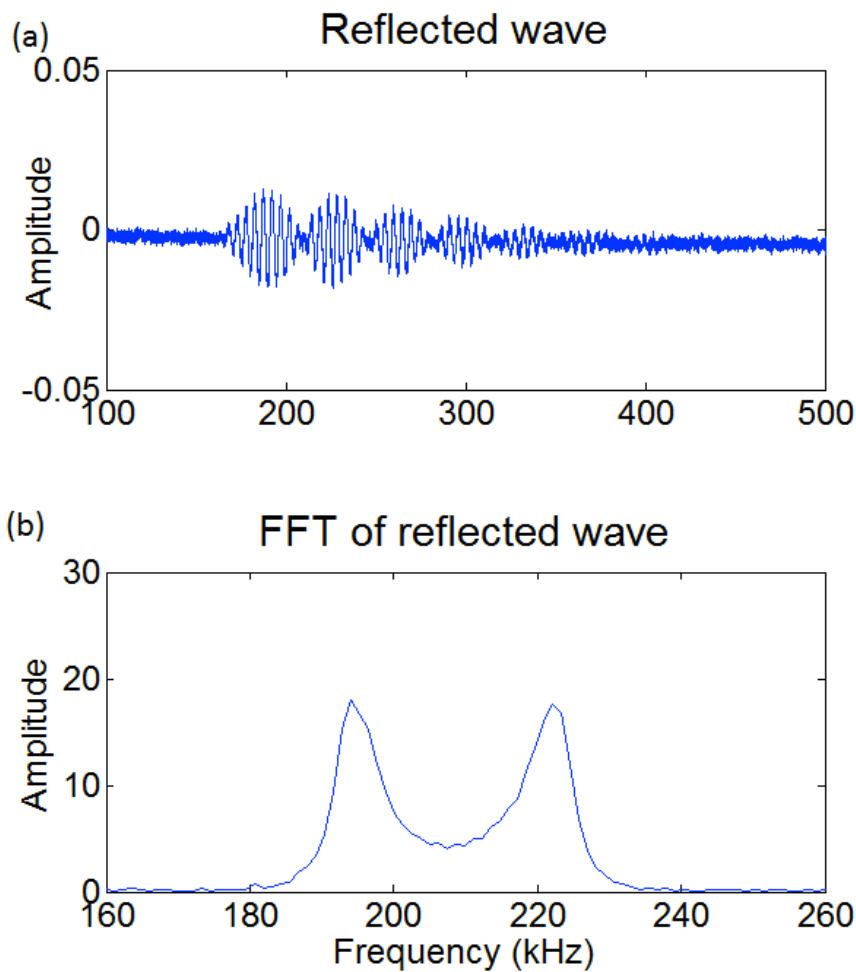 (a)
Reflected wave
0.05
0
-0.05
Amplitude
100 200 300 400 500
(b)
FFT of reflected wave
30
20
10
0
Amplitude
160 180 200 220 240 260
Frequency (kHz)